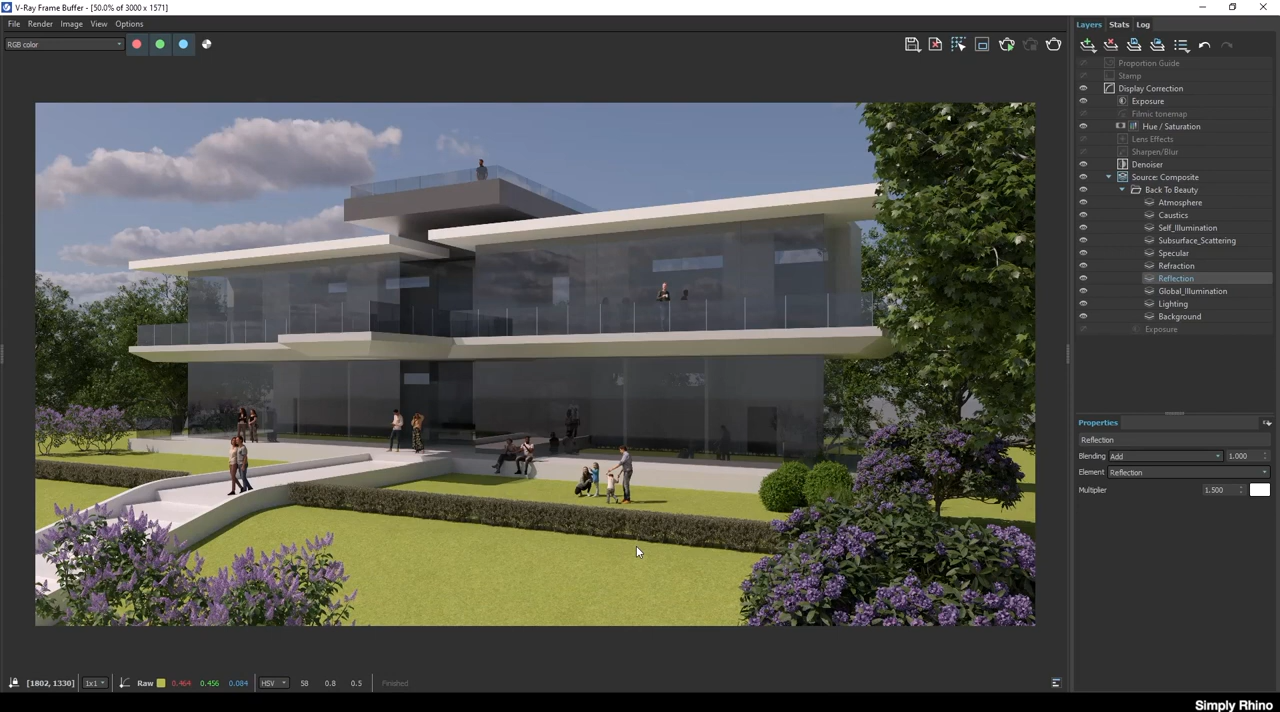 V-Ray Frame Buffer - [50.0% of 3000 x 1571]
File Render Image View Options
RGB color
Layers Stats Log
Proportion Guide
Stamp
Display Correction
Exposure
Filmic tonemap
Hue / Saturation
Lens Effects
Sharpen/Blur
Denoiser
Source: Composite
Back To Beauty
Atmosphere
Caustics
Self_Illumination
Subsurface_Scattering
Specular
Refraction
Reflection
Global_Illumination
Lighting
Background
Exposure
Properties
Reflection
Blending Add 1.000
Element Reflection
Multiplier 1.500
[1802, 1330] 1x1 Raw 0.464 0.456 0.084 HSV 58 0.8 0.5 Finished
Simply Rhino